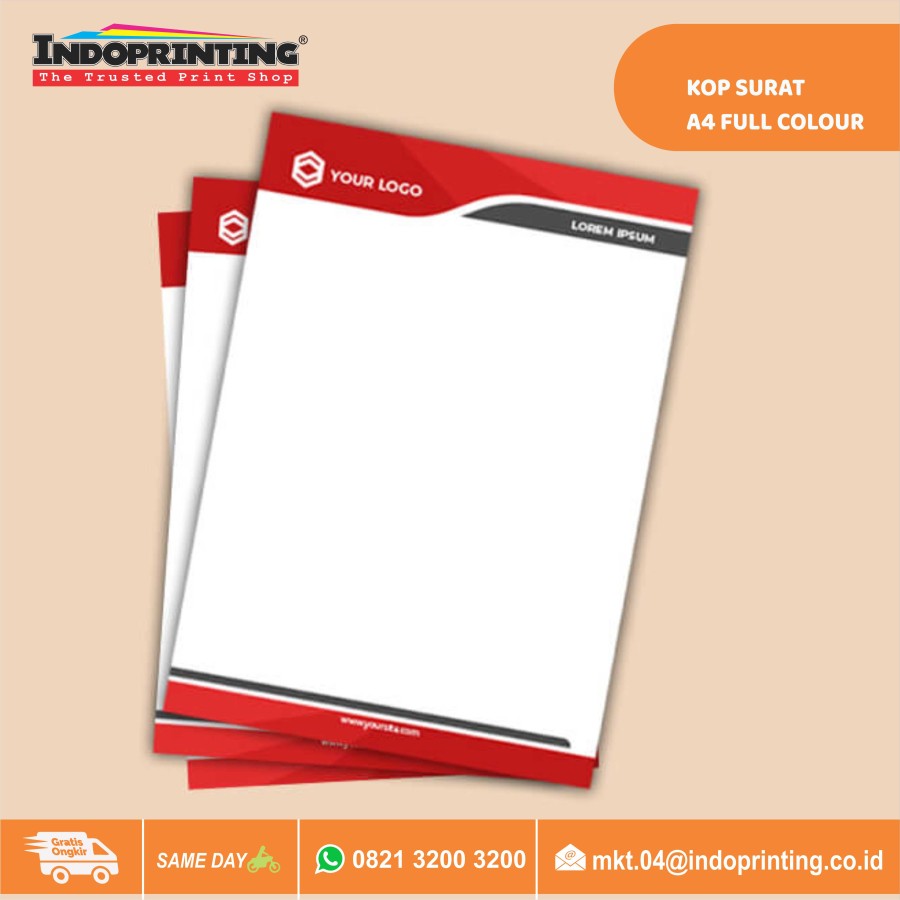 INDOPRINTING®
The Trusted Print Shop
KOP SURAT
A4 FULL COLOUR
YOUR LOGO
LOREM IPSUM
www.yoursite.com
Gratis
Ongkir
SAME DAY
0821 3200 3200
mkt.04@indoprinting.co.id